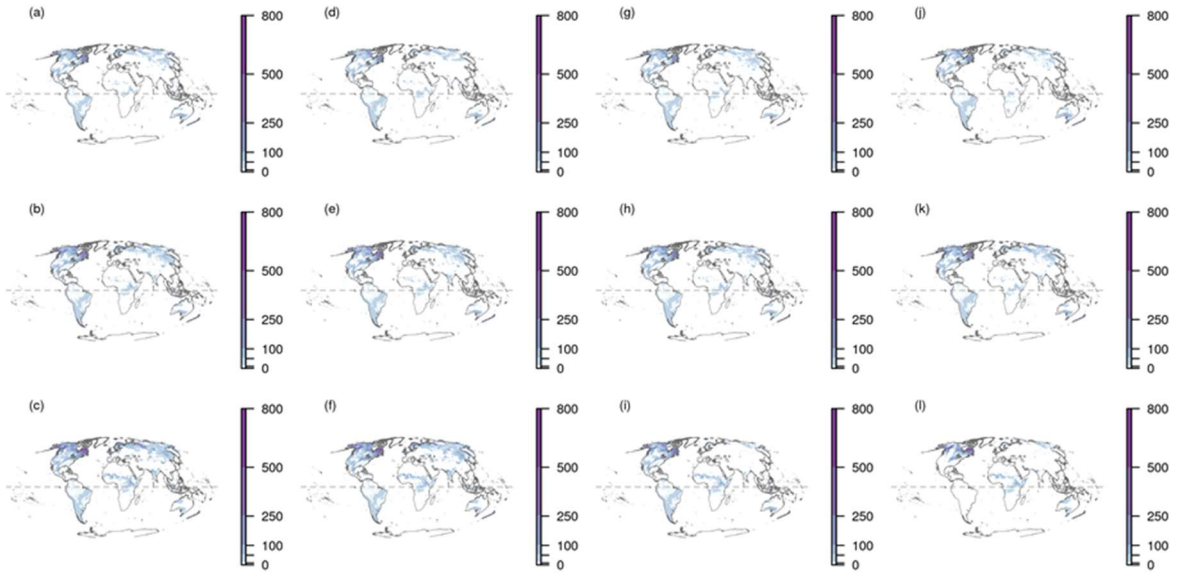 (a) 800 500 250 100 0
(d) 800 500 250 100 0
(g) 800 500 250 100 0
(j) 800 500 250 100 0
(b) 800 500 250 100 0
(e) 800 500 250 100 0
(h) 800 500 250 100 0
(k) 800 500 250 100 0
(c) 800 500 250 100 0
(f) 800 500 250 100 0
(i) 800 500 250 100 0
(l) 800 500 250 100 0